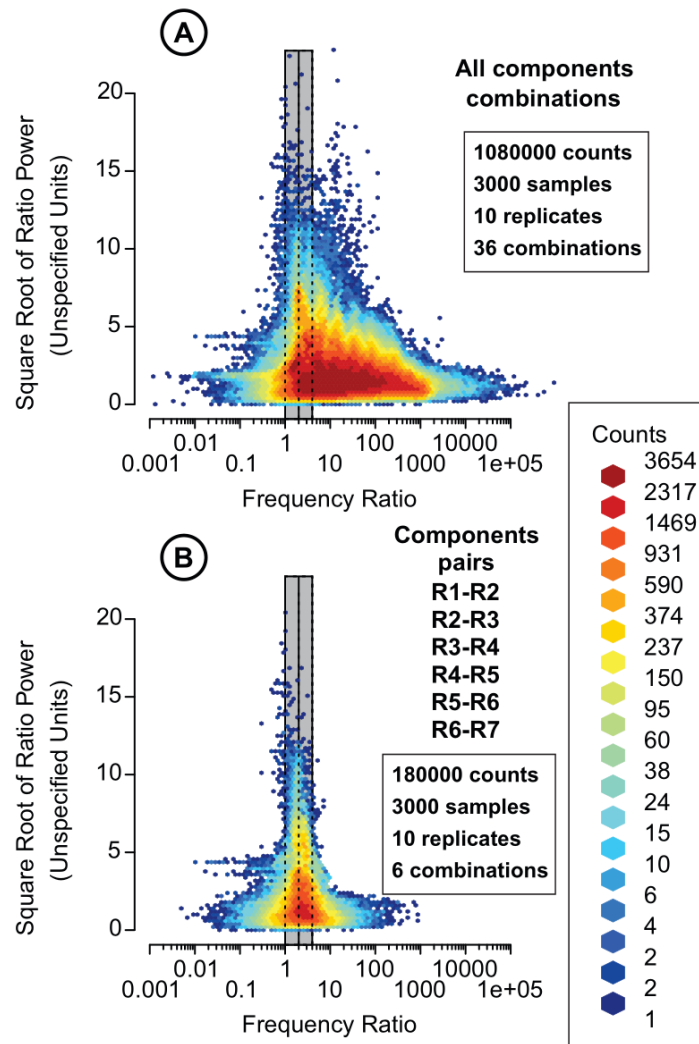 A
All components
combinations
1080000 counts
3000 samples
10 replicates
36 combinations
Square Root of Ratio Power
(Unspecified Units)
20
15
10
5
0
0.01
1
100
10000
0.001
0.1
10
1000
1e+05
Frequency Ratio
B
Components
pairs
R1-R2
R2-R3
R3-R4
R4-R5
R5-R6
R6-R7
180000 counts
3000 samples
10 replicates
6 combinations
Square Root of Ratio Power
(Unspecified Units)
20
15
10
5
0
0.01
1
100
10000
0.001
0.1
10
1000
1e+05
Frequency Ratio
Counts
3654
2317
1469
931
590
374
237
150
95
60
38
24
15
10
6
4
2
2
1